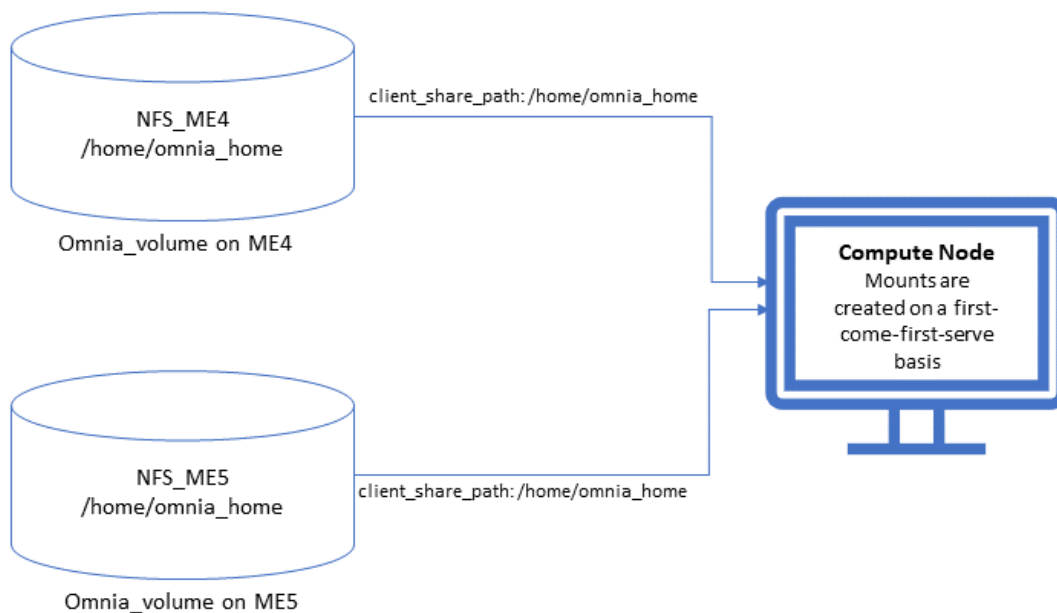 NFS_ME4
/home/omnia_home
Omnia_volume on ME4
client_share_path: /home/omnia_home
Compute Node
Mounts are
created on a first-
come-first-serve
basis
NFS_ME5
/home/omnia_home
client_share_path: /home/omnia_home
Omnia_volume on ME5